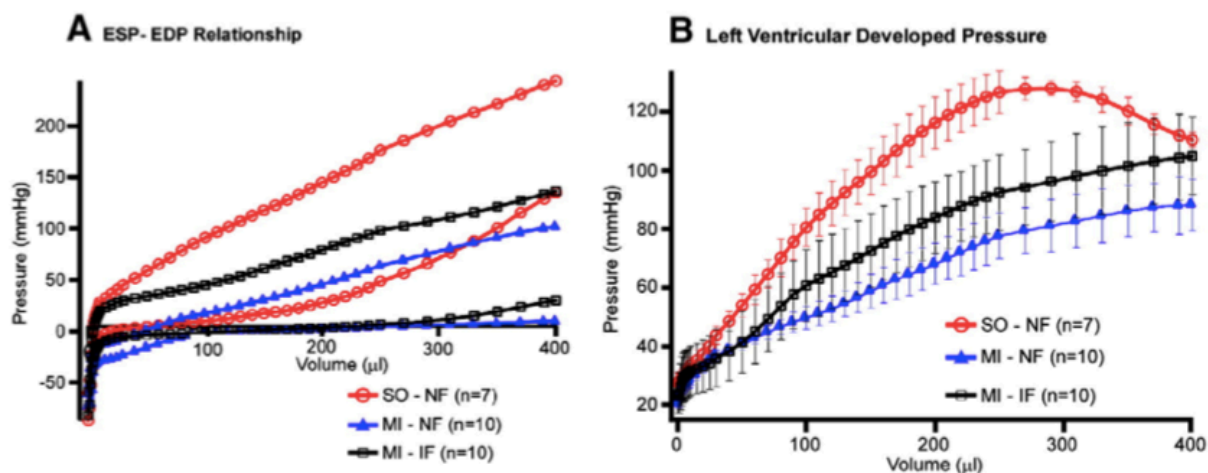 A ESP- EDP Relationship
Pressure (mmHg)
200
150
100
50
0
-50
100
200
300
400
Volume (µl)
SO - NF (n=7)
MI - NF (n=10)
MI - IF (n=10)
B Left Ventricular Developed Pressure
Pressure (mmHg)
120
100
80
60
40
20
0
100
200
300
400
Volume (µl)
SO - NF (n=7)
MI - NF (n=10)
MI - IF (n=10)